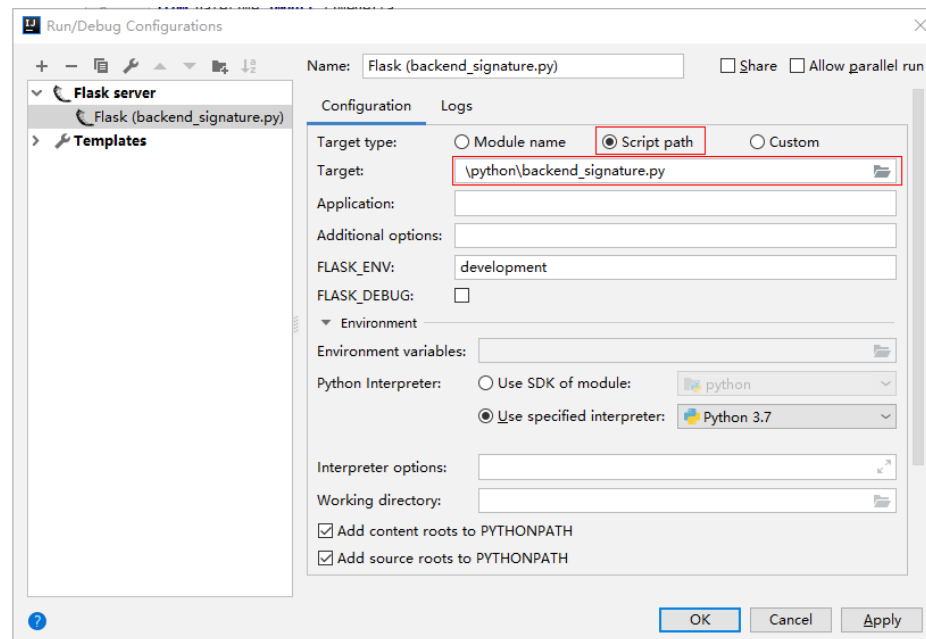 Run/Debug Configurations
Name: Flask (backend_signature.py) Share Allow parallel run
Flask server
Flask (backend_signature.py)
Templates
Configuration Logs
Target type: Module name Script path Custom
Target: \python\backend_signature.py
Application:
Additional options:
FLASK_ENV: development
FLASK_DEBUG:
Environment
Environment variables:
Python Interpreter: Use SDK of module: python
Use specified interpreter: Python 3.7
Interpreter options:
Working directory:
Add content roots to PYTHONPATH
Add source roots to PYTHONPATH
? OK Cancel Apply